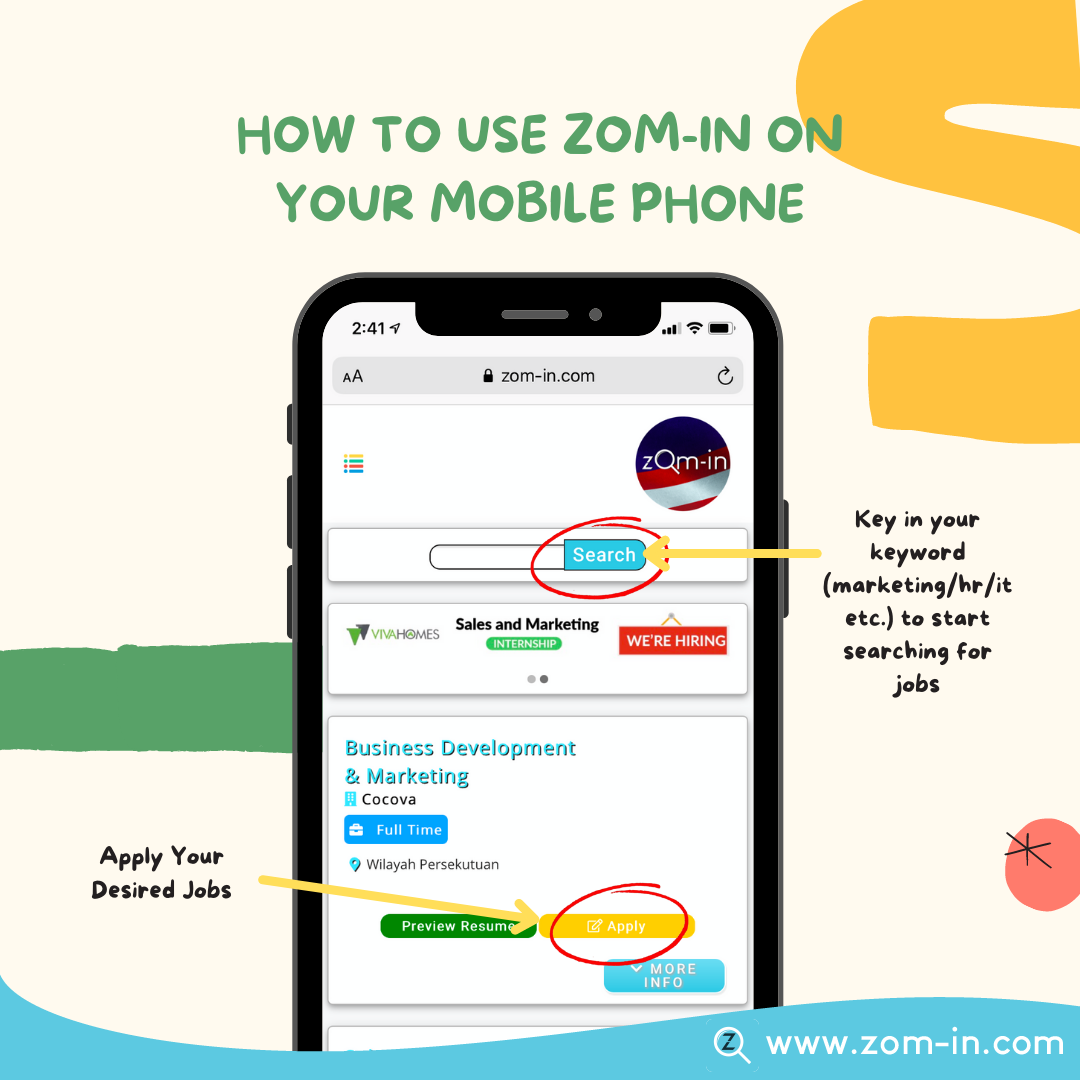 HOW TO USE ZOM-IN ON
YOUR MOBILE PHONE
2:41
AA
zom-in.com
zom-in
Search
Key in your
keyword
(marketing/hr/it
etc.) to start
searching for
jobs
VIVAHOMES
Sales and Marketing
INTERNSHIP
WE'RE HIRING
Business Development
& Marketing
Cocova
Full Time
Wilayah Persekutuan
Apply Your
Desired Jobs
Preview Resume
Apply
MORE
INFO
Z
www.zom-in.com